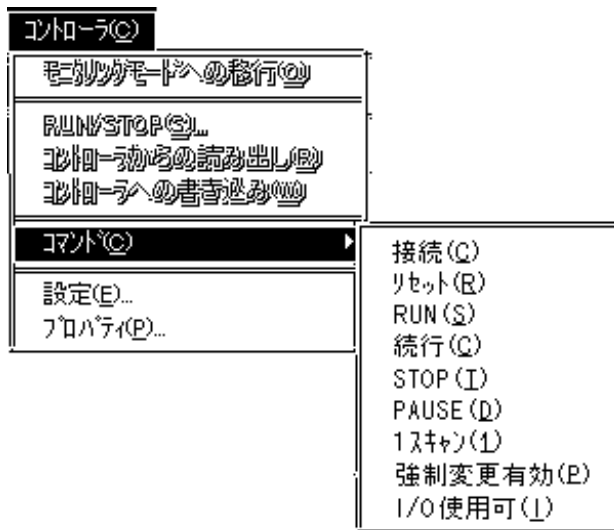 コントローラ(C)
モニタリングモードへの移行(O)
RUN/STOP(S)...
コントローラからの読み出し(R)
コントローラへの書き込み(W)
コマンド(C)
設定(E)...
プロパティ(P)...
接続(C)
リセット(R)
RUN(S)
続行(C)
STOP(T)
PAUSE(D)
1スキャン(1)
強制変更有効(P)
I/O使用可(I)